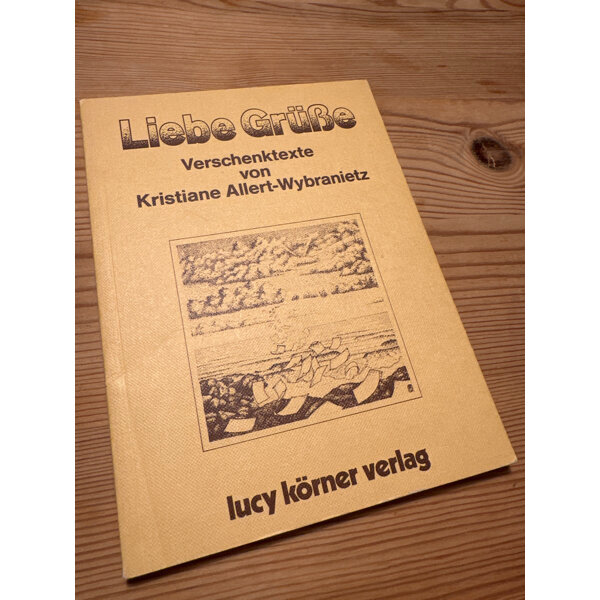 Liebe Grüße
Verschenktexte
von
Kristiane Allert-Wybranietz
lucy körner verlag